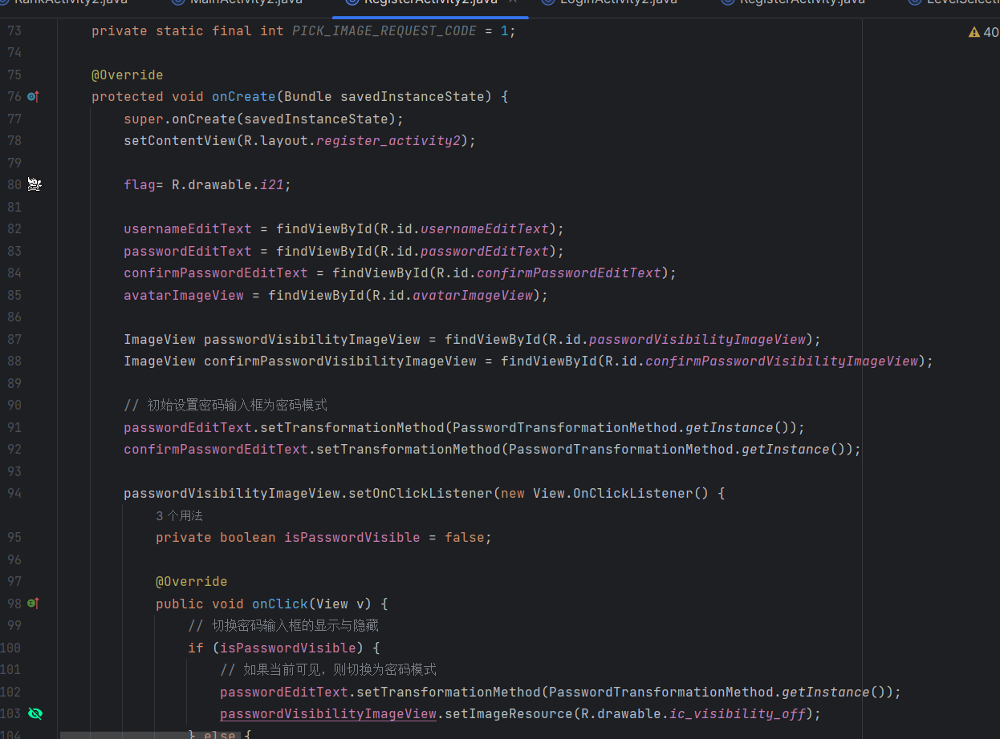 RankActivity2.java MainActivity2.java RegisterActivity2.java LoginActivity2.java RegisterActivity.java
73 private static final int PICK_IMAGE_REQUEST_CODE = 1; 40
74
75 @Override
76 protected void onCreate(Bundle savedInstanceState) {
77 super.onCreate(savedInstanceState);
78 setContentView(R.layout.register_activity2);
79
80 flag= R.drawable.i21;
81
82 usernameEditText = findViewById(R.id.usernameEditText);
83 passwordEditText = findViewById(R.id.passwordEditText);
84 confirmPasswordEditText = findViewById(R.id.confirmPasswordEditText);
85 avatarImageView = findViewById(R.id.avatarImageView);
86
87 ImageView passwordVisibilityImageView = findViewById(R.id.passwordVisibilityImageView);
88 ImageView confirmPasswordVisibilityImageView = findViewById(R.id.confirmPasswordVisibilityImageView);
89
90 // 初始设置密码输入框为密码模式
91 passwordEditText.setTransformationMethod(PasswordTransformationMethod.getInstance());
92 confirmPasswordEditText.setTransformationMethod(PasswordTransformationMethod.getInstance());
93
94 passwordVisibilityImageView.setOnClickListener(new View.OnClickListener() {
3 个用法
95 private boolean isPasswordVisible = false;
96
97 @Override
98 public void onClick(View v) {
99 // 切换密码输入框的显示与隐藏
100 if (isPasswordVisible) {
101 // 如果当前可见，则切换为密码模式
102 passwordEditText.setTransformationMethod(PasswordTransformationMethod.getInstance());
103 passwordVisibilityImageView.setImageResource(R.drawable.ic_visibility_off);
104 } else {